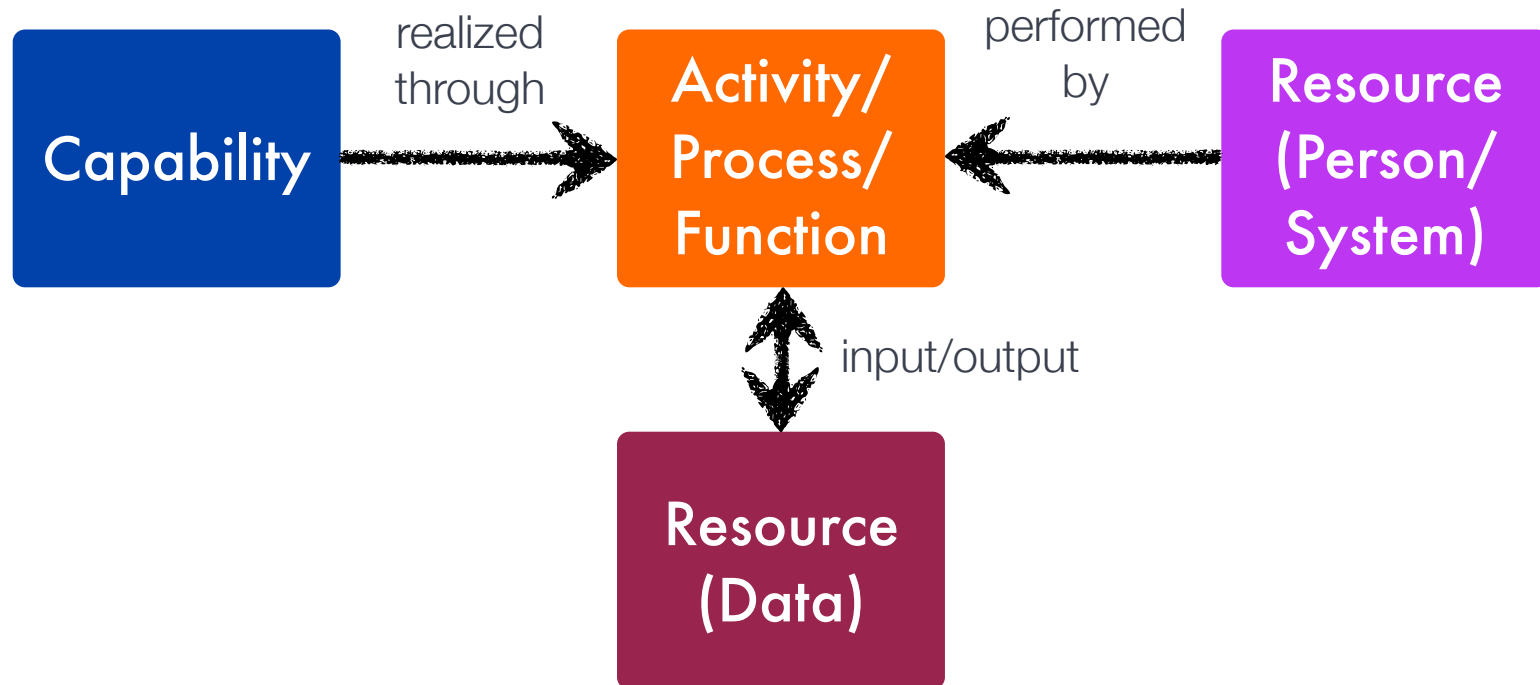 Capability
realized
through
Activity/
Process/
Function
performed
by
Resource
(Person/
System)
input/output
Resource
(Data)